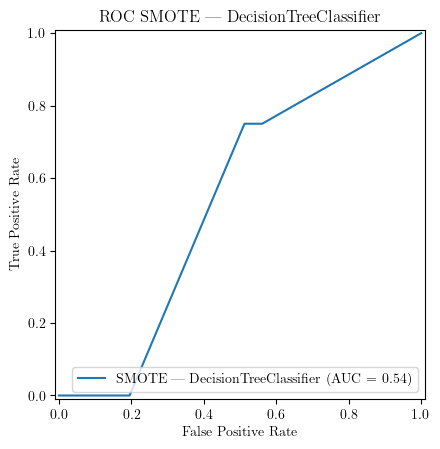 ROC SMOTE — DecisionTreeClassifier
1.0
0.8
0.6
0.4
0.2
0.0
True Positive Rate
SMOTE — DecisionTreeClassifier (AUC = 0.54)
0.0 0.2 0.4 0.6 0.8 1.0
False Positive Rate